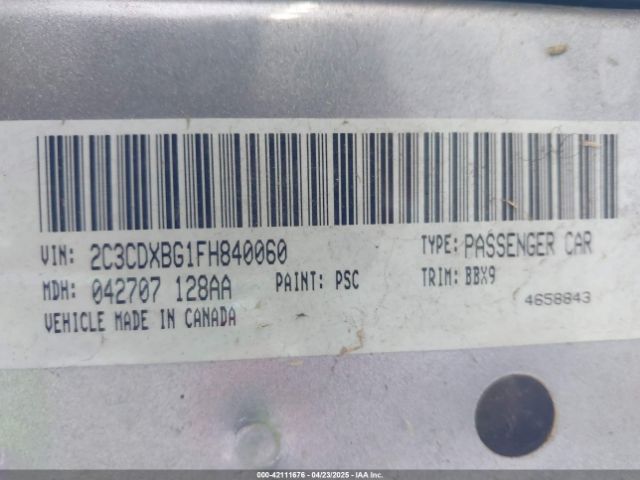 VIN: 2C3CDXBG1FH840060 TYPE: PASSENGER CAR
MDH: 042707 128AA PAINT: PSC TRIM: BBX9
VEHICLE MADE IN CANADA 4658843
000-42111676 | 04/23/2025 - IAA Inc.